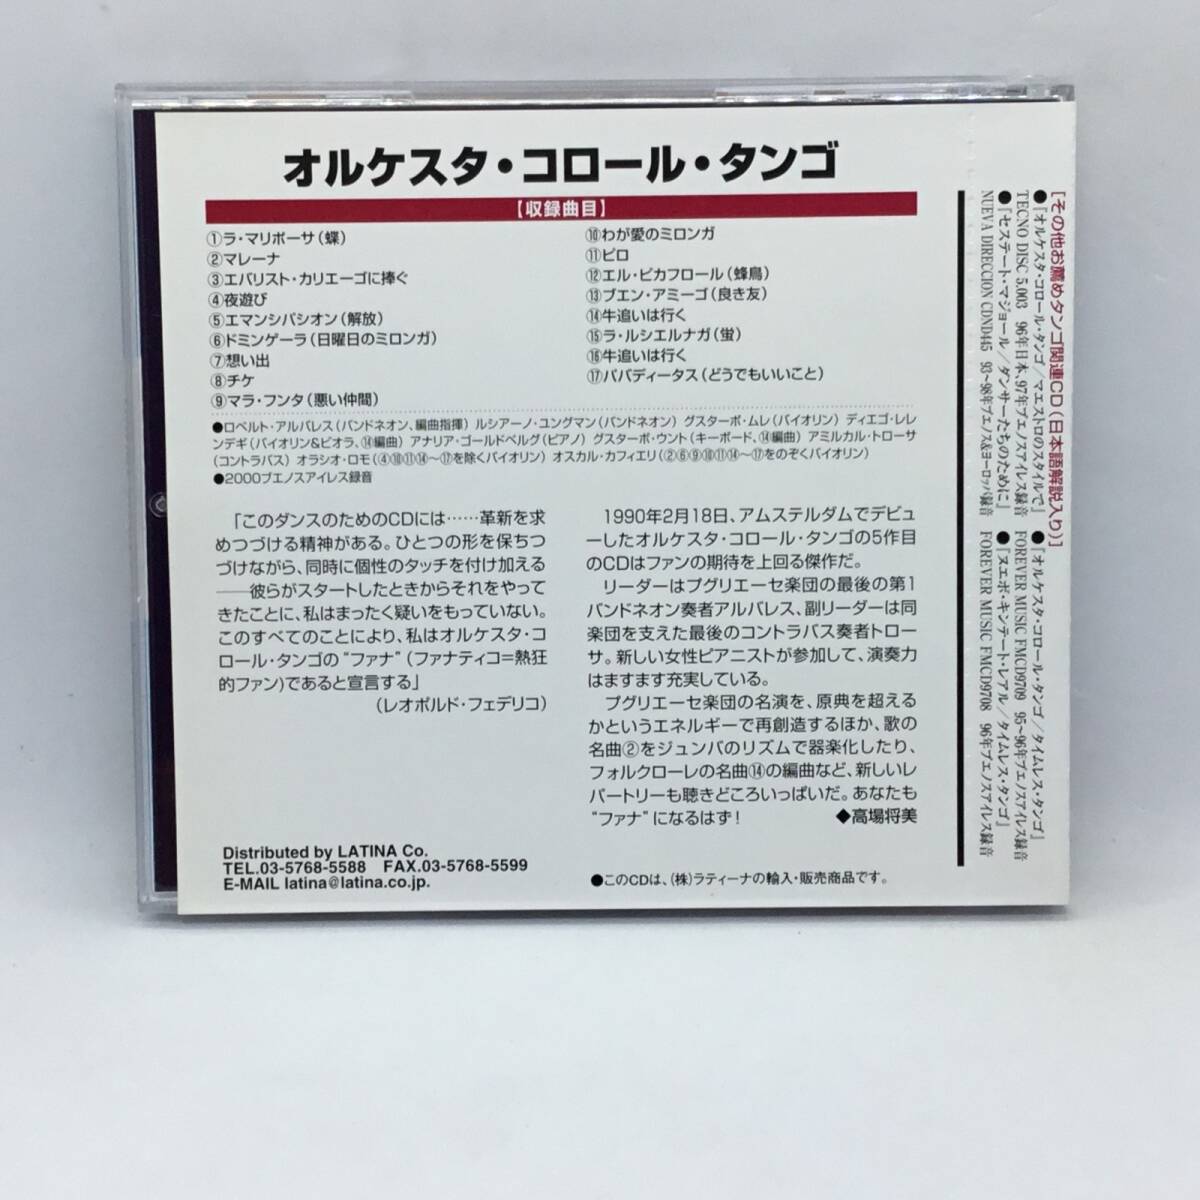 オルケスタ・コロール・タンゴ
【収録曲目】
①ラ・マリポーサ(蝶)
②マレーナ
③エバリスト・カリエーゴに捧ぐ
④夜遊び
⑤エマンシパシオン(解放)
⑥ドミンゲーラ(日曜日のミロンガ)
⑦想い出
⑧チケ
⑨マラ・フンタ(悪い仲間)
⑩わが愛のミロンガ
⑪ピロ
⑫エル・ピカフロール(蜂鳥)
⑬ブエン・アミーゴ(良き友)
⑭牛追いは行く
⑮ラ・ルシエルナガ(蛍)
⑯牛追いは行く
⑰パパディータス(どうでもいいこと)
●ロベルト・アルバレス(バンドネオン、編曲指揮) ルシアーノ・ユングマン(バンドネオン) グスターボ・ムレ(バイオリン) ディエゴ・レレ
ンデギ(バイオリン&ビオラ、⑭編曲) アナリア・ゴールドベルグ(ピアノ) グスターボ・ウント(キーボード、⑭編曲) アミルカル・トローサ
(コントラバス) オラシオ・ロモ(④⑩⑪⑭〜⑰を除くバイオリン) オスカル・カフィエリ(②⑥⑨⑩⑪⑭〜⑰をのぞくバイオリン)
●2000ブエノスアイレス録音
「このダンスのためのCDには……革新を求
めつづける精神がある。ひとつの形を保ちつ
づけながら、同時に個性のタッチを付け加える
――彼らがスタートしたときからそれをやって
きたことに、私はまったく疑いをもっていない。
このすべてのことにより、私はオルケスタ・コ
ロール・タンゴの“ファナ”(ファナティコ=熱狂
的ファン)であると宣言する」
(レオポルド・フェデリコ)
1990年2月18日、アムステルダムでデビュ
ーしたオルケスタ・コロール・タンゴの5作目
のCDはファンの期待を上回る傑作だ。
リーダーはプグリエーセ楽団の最後の第1
バンドネオン奏者アルバレス、副リーダーは同
楽団を支えた最後のコントラバス奏者トロー
サ。新しい女性ピアニストが参加して、演奏力
はますます充実している。
プグリエーセ楽団の名演を、原典を超える
かというエネルギーで再創造するほか、歌の
名曲②をジュンバのリズムで器楽化したり、
フォルクローレの名曲⑭の編曲など、新しいレ
パートリーも聴きどころいっぱいだ。あなたも
“ファナ”になるはず! ◆高場将美
Distributed by LATINA Co.
TEL.03-5768-5588 FAX.03-5768-5599
E-MAIL latina@latina.co.jp.
●このCDは、(株)ラティーナの輸入・販売商品です。
[その他お薦めタンゴ関連CD(日本語解説入り)]
●『オルケスタ・コロール・タンゴ/マエストロのスタイルで』
TECNO DISC 5,003 96年日本、97年ブエノスアイレス録音
●『セステート・マジョール/ダンサーたちのために』
NUEVA DIRECCION CDND445 93〜98年ブエノス&ヨーロッパ録音
●『オルケスタ・コロール・タンゴ/タイムレス・タンゴ』
FOREVER MUSIC FMCD9709 95〜96年ブエノスアイレス録音
●『ヌエボ・キンテート・レアル/タイムレス・タンゴ』
FOREVER MUSIC FMCD9708 96年ブエノスアイレス録音